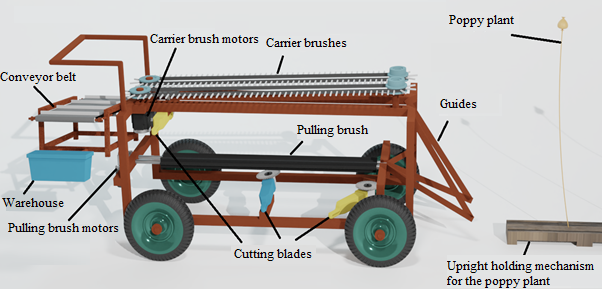 Poppy plant
Carrier brush motors
Carrier brushes
Conveyor belt
Guides
Pulling brush
Warehouse
Pulling brush motors
Cutting blades
Upright holding mechanism
for the poppy plant